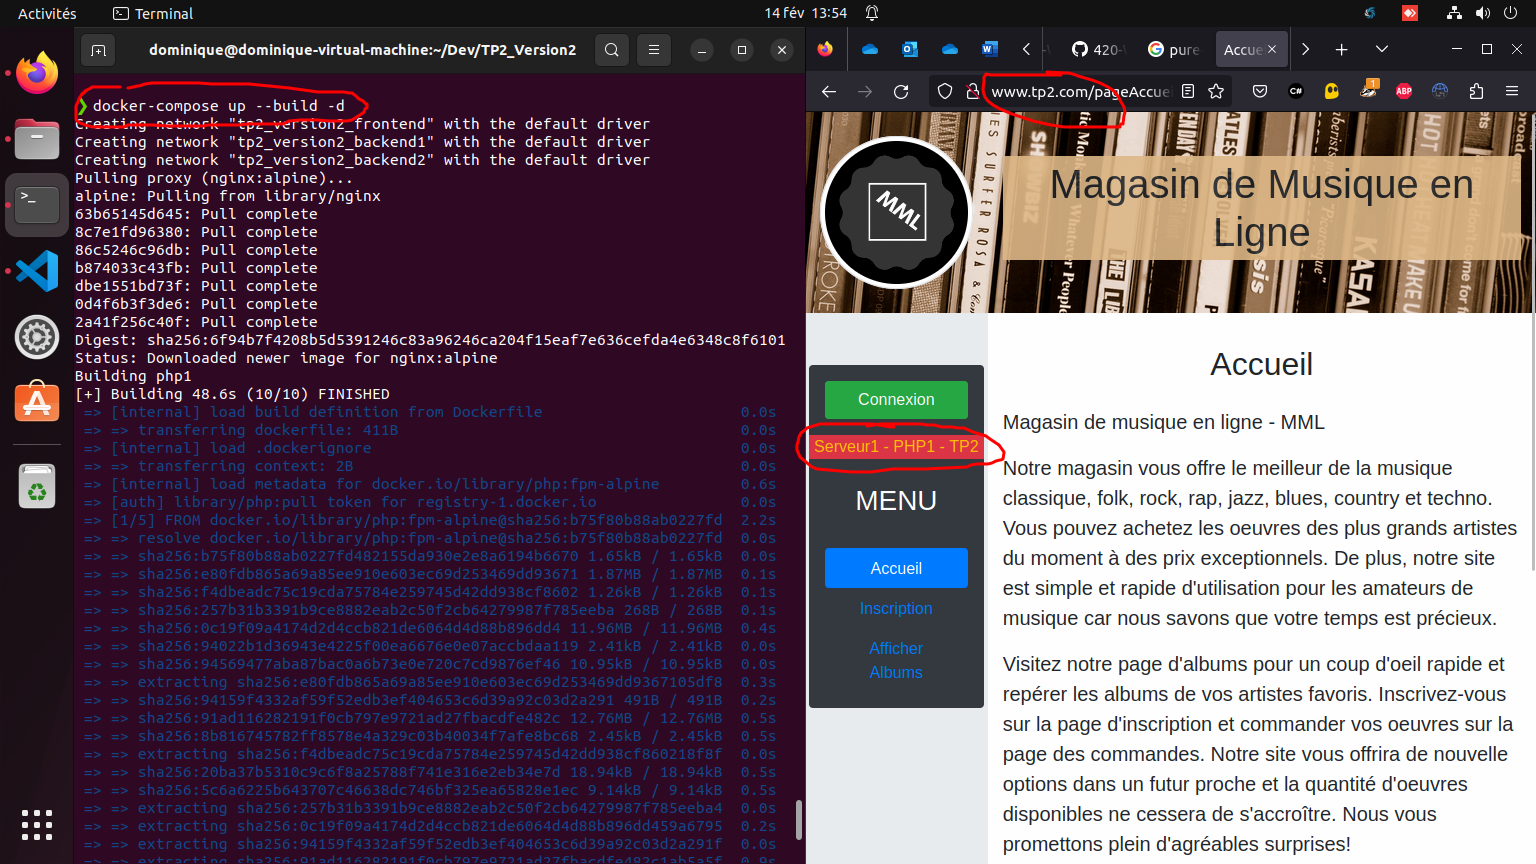 Activités
Terminal
14 fév 13:54
dominique@dominique-virtual-machine:~/Dev/TP2_Version2
❯ docker-compose up --build -d
Creating network "tp2_version2_frontend" with the default driver
Creating network "tp2_version2_backend1" with the default driver
Creating network "tp2_version2_backend2" with the default driver
Pulling proxy (nginx:alpine)...
alpine: Pulling from library/nginx
63b65145d645: Pull complete
8c7e1fd96380: Pull complete
86c5246c96db: Pull complete
b874033c43fb: Pull complete
dbe1551bd73f: Pull complete
0d4f6b3f3de6: Pull complete
2a41f256c40f: Pull complete
Digest: sha256:6f94b7f4208b5d5391246c83a96246ca204f15eaf7e636cefda4e6348c8f6101
Status: Downloaded newer image for nginx:alpine
Building php1
[+] Building 48.6s (10/10) FINISHED
=> [internal] load build definition from Dockerfile 0.0s
=> => transferring dockerfile: 411B 0.0s
=> [internal] load .dockerignore 0.0s
=> => transferring context: 2B 0.0s
=> [internal] load metadata for docker.io/library/php:fpm-alpine 0.6s
=> [auth] library/php:pull token for registry-1.docker.io 0.0s
=> [1/5] FROM docker.io/library/php:fpm-alpine@sha256:b75f80b88ab0227fd 2.2s
=> => resolve docker.io/library/php:fpm-alpine@sha256:b75f80b88ab0227fd 0.0s
=> => sha256:b75f80b88ab0227fd482155da930e2e8a6194b6670 1.65kB / 1.65kB 0.0s
=> => sha256:e80fdb865a69a85ee910e603ec69d253469dd93671 1.87MB / 1.87MB 0.1s
=> => sha256:f4dbeadc75c19cda75784e259745d42dd938cf8602 1.26kB / 1.26kB 0.1s
=> => sha256:257b31b3391b9ce8882eab2c50f2cb64279987f785eeba 268B / 268B 0.1s
=> => sha256:0c19f09a4174d2d4ccb821de6064d4d88b896dd4 11.96MB / 11.96MB 0.4s
=> => sha256:94022b1d36943e4225f00ea6676e0e07accbdaa119 2.41kB / 2.41kB 0.0s
=> => sha256:94569477aba87bac0a6b73e0e720c7cd9876ef46 10.95kB / 10.95kB 0.0s
=> => extracting sha256:e80fdb865a69a85ee910e603ec69d253469dd9367105df8 0.3s
=> => sha256:94159f4332af59f52edb3ef404653c6d39a92c03d2a291 491B / 491B 0.2s
=> => sha256:91ad116282191f0cb797e9721ad27fbacdfe482c 12.76MB / 12.76MB 0.5s
=> => sha256:8b816745782ff8578e4a329c03b40034f7afe8bc68 2.45kB / 2.45kB 0.5s
=> => extracting sha256:f4dbeadc75c19cda75784e259745d42dd938cf860218f8f 0.0s
=> => sha256:20ba37b5310c9c6f8a25788f741e316e2eb34e7d 18.94kB / 18.94kB 0.5s
=> => sha256:5c6a6225b643707c46638dc746bf325ea65828e1ec 9.14kB / 9.14kB 0.5s
=> => extracting sha256:257b31b3391b9ce8882eab2c50f2cb64279987f785eeba4 0.0s
=> => extracting sha256:0c19f09a4174d2d4ccb821de6064d4d88b896dd459a6795 0.2s
=> => extracting sha256:94159f4332af59f52edb3ef404653c6d39a92c03d2a291f 0.0s
=> => extracting sha256:91ad116282191f0cb797e9721ad27fbacdfe482c1ab5a5f 0.9s
420-
pure
Accue
www.tp2.com/pageAccuei
C#
1
ABP
MML
Magasin de Musique en
Ligne
Connexion
Serveur1 - PHP1 - TP2
MENU
Accueil
Inscription
Afficher
Albums
Accueil
Magasin de musique en ligne - MML
Notre magasin vous offre le meilleur de la musique
classique, folk, rock, rap, jazz, blues, country et techno.
Vous pouvez achetez les oeuvres des plus grands artistes
du moment à des prix exceptionnels. De plus, notre site
est simple et rapide d'utilisation pour les amateurs de
musique car nous savons que votre temps est précieux.
Visitez notre page d'albums pour un coup d'oeil rapide et
repérer les albums de vos artistes favoris. Inscrivez-vous
sur la page d'inscription et commander vos oeuvres sur la
page des commandes. Notre site vous offrira de nouvelle
options dans un futur proche et la quantité d'oeuvres
disponibles ne cessera de s'accroître. Nous vous
promettons plein d'agréables surprises!